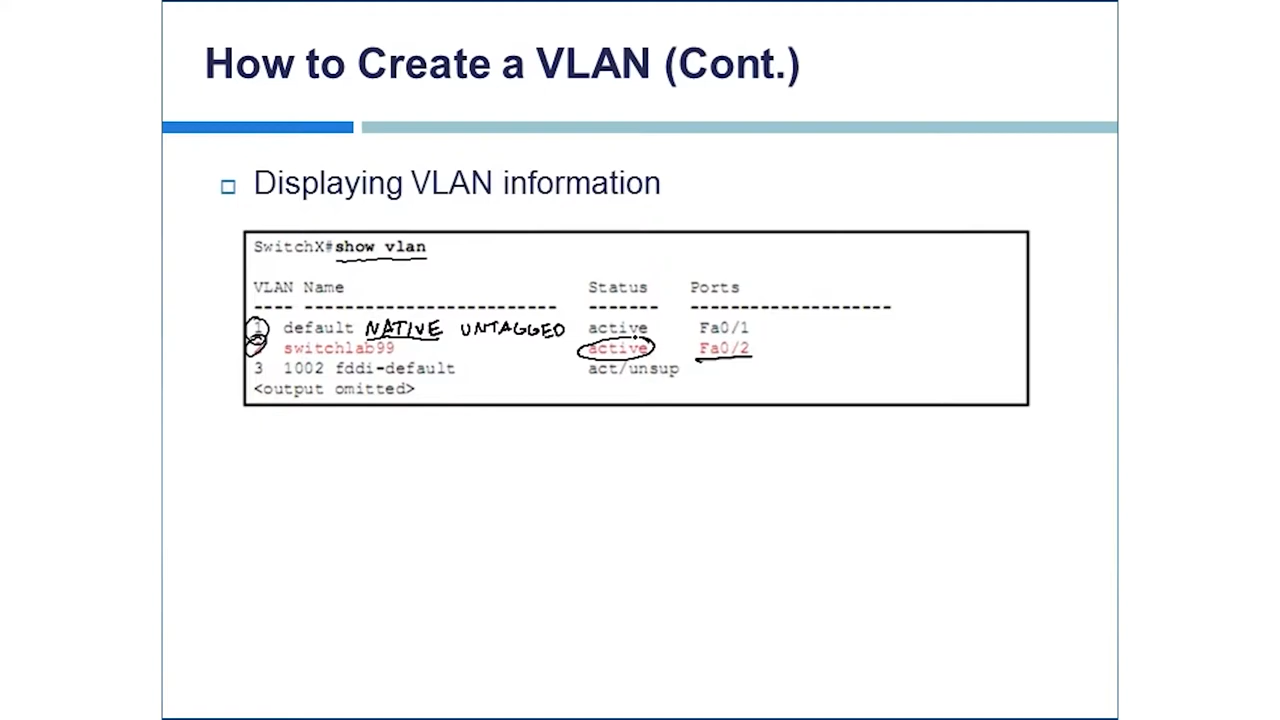 How to Create a VLAN (Cont.)
Displaying VLAN information
SwitchX#show vlan
VLAN Name Status Ports
---- ------------------------- ------- --------------------
1 default NATIVE UNTAGGED active Fa0/1
2 switchlab99 active Fa0/2
3 1002 fddi-default act/unsup
<output omitted>